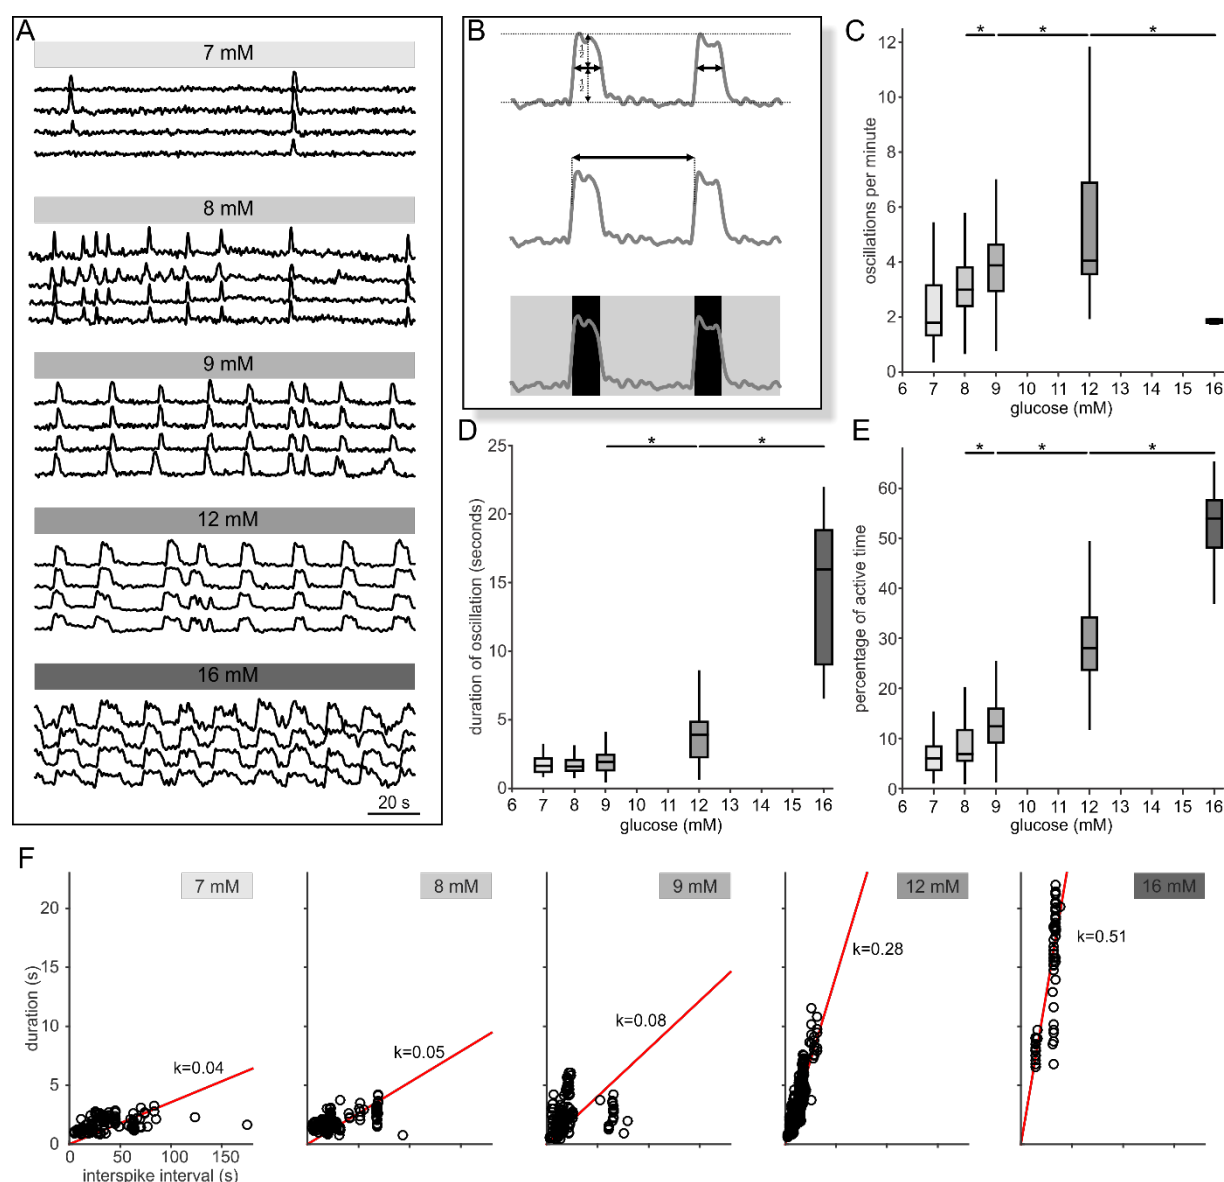 A
7 mM
8 mM
9 mM
12 mM
16 mM
20 s
B
1/2
1/2
C
* * *
oscillations per minute
12
10
8
6
4
2
0
6 7 8 9 10 11 12 13 14 15 16
glucose (mM)
D
* *
duration of oscillation (seconds)
25
20
15
10
5
0
6 7 8 9 10 11 12 13 14 15 16
glucose (mM)
E
* * *
percentage of active time
60
50
40
30
20
10
0
6 7 8 9 10 11 12 13 14 15 16
glucose (mM)
F
7 mM
8 mM
9 mM
12 mM
16 mM
duration (s)
20
15
10
5
0
k=0.04
k=0.05
k=0.08
k=0.28
k=0.51
0 50 100 150
interspike interval (s)